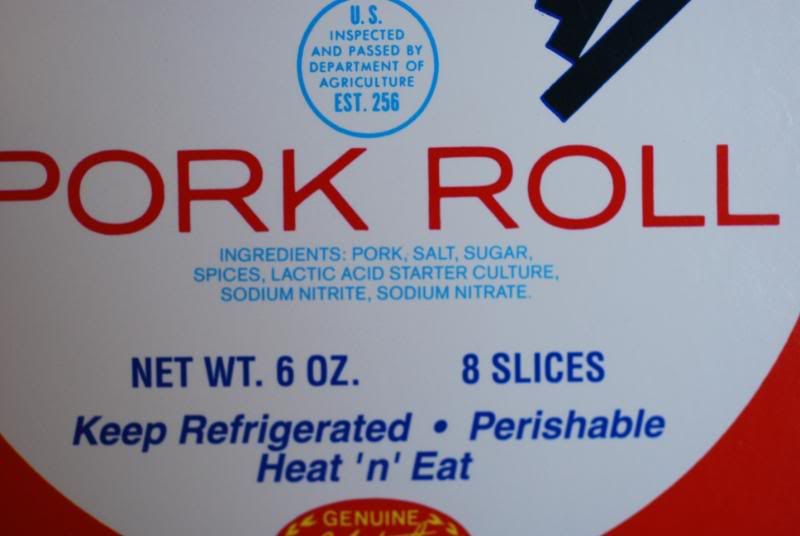 U.S.
INSPECTED
AND PASSED BY
DEPARTMENT OF
AGRICULTURE
EST. 256
PORK ROLL
INGREDIENTS: PORK, SALT, SUGAR,
SPICES, LACTIC ACID STARTER CULTURE,
SODIUM NITRITE, SODIUM NITRATE.
NET WT. 6 OZ. 8 SLICES
Keep Refrigerated • Perishable
Heat 'n' Eat
GENUINE